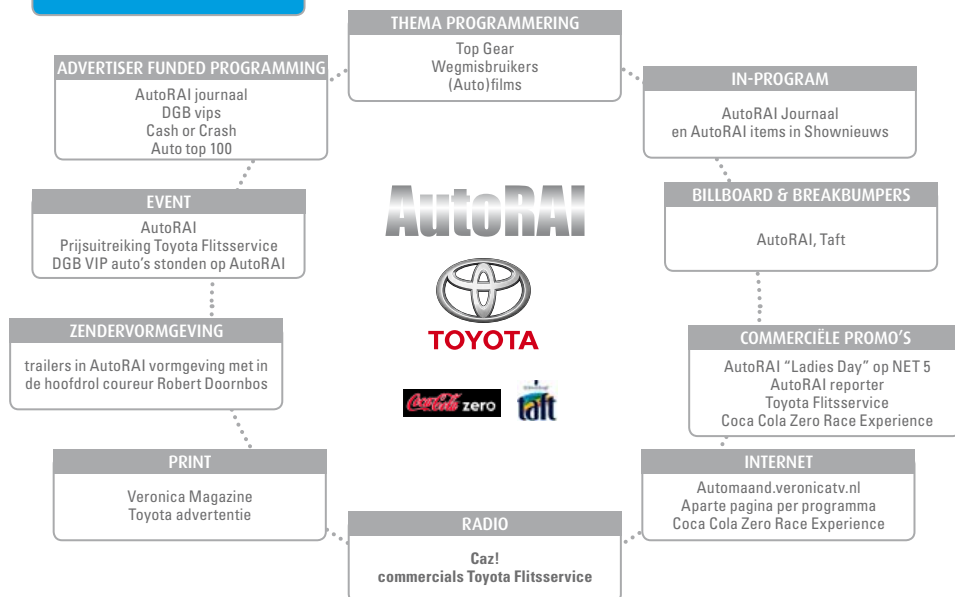 THEMA PROGRAMMERING
Top Gear
Wegmisbruikers
(Auto)films
ADVERTISER FUNDED PROGRAMMING
AutoRAI journaal
DGB vips
Cash or Crash
Auto top 100
IN-PROGRAM
AutoRAI Journaal
en AutoRAI items in Shownieuws
EVENT
AutoRAI
Prijsuitreiking Toyota Flitsservice
DGB VIP auto's stonden op AutoRAI
AutoRAI
TOYOTA
Coca-Cola zero
taft
BILLBOARD & BREAKBUMPERS
AutoRAI, Taft
ZENDERVORMGEVING
trailers in AutoRAI vormgeving met in
de hoofdrol coureur Robert Doornbos
COMMERCIËLE PROMO'S
AutoRAI “Ladies Day” op NET 5
AutoRAI reporter
Toyota Flitsservice
Coca Cola Zero Race Experience
PRINT
Veronica Magazine
Toyota advertentie
RADIO
Caz!
commercials Toyota Flitsservice
INTERNET
Automaand.veronicatv.nl
Aparte pagina per programma
Coca Cola Zero Race Experience